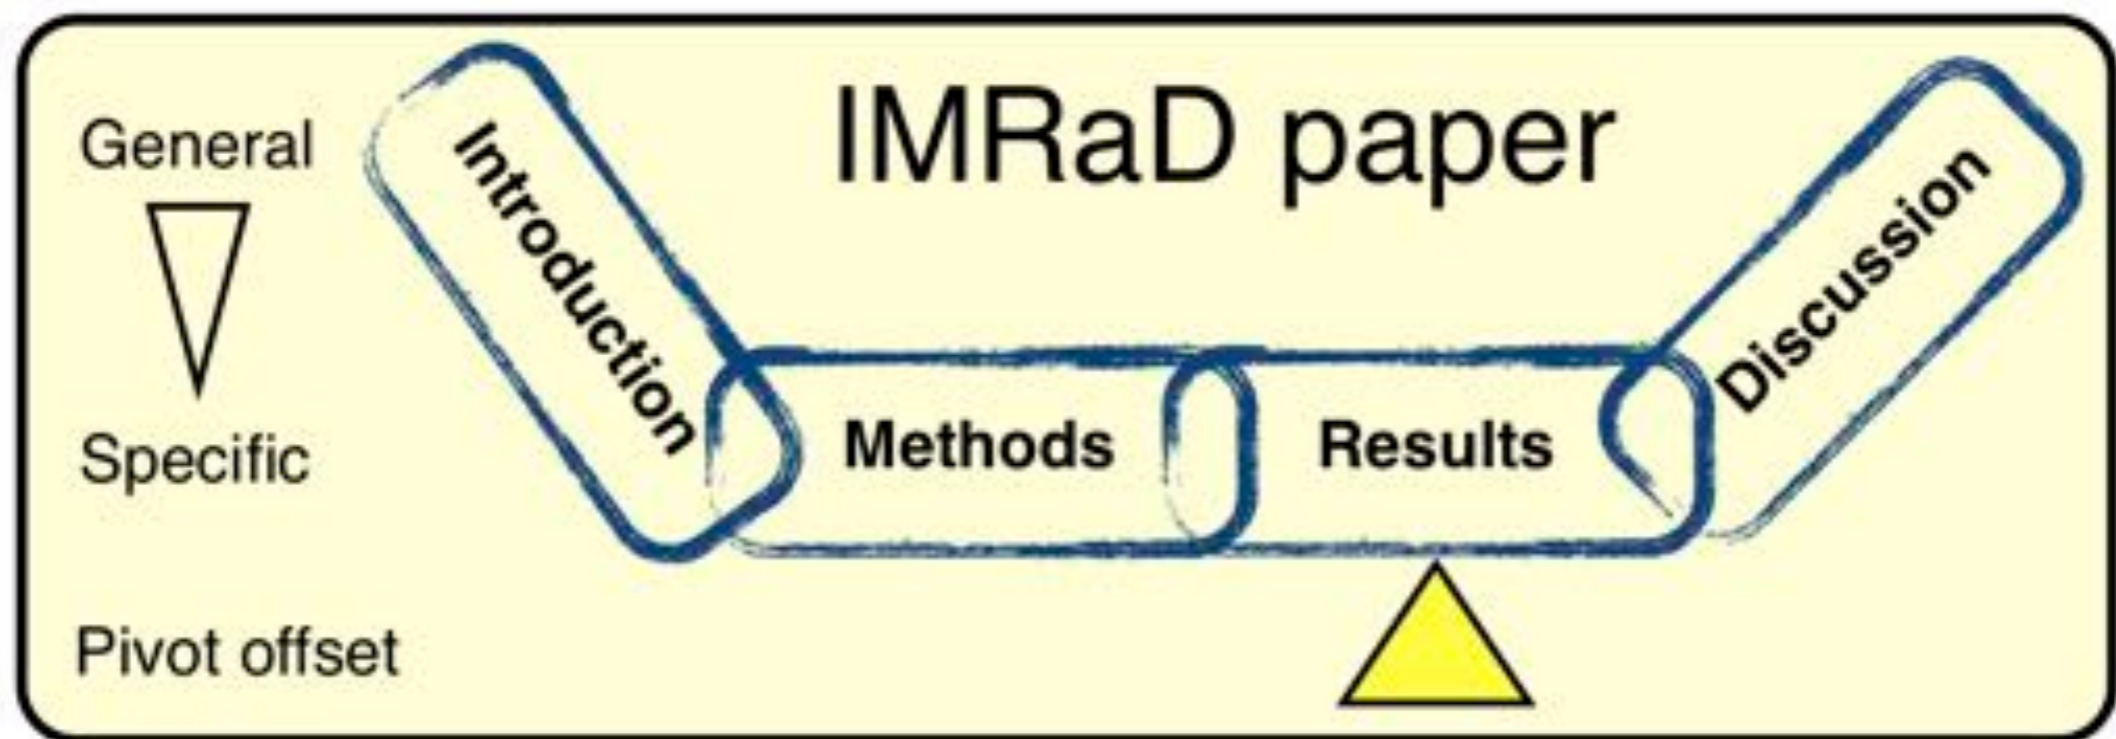 IMRaD paper
General
Specific
Introduction
Methods
Results
Discussion
Pivot offset